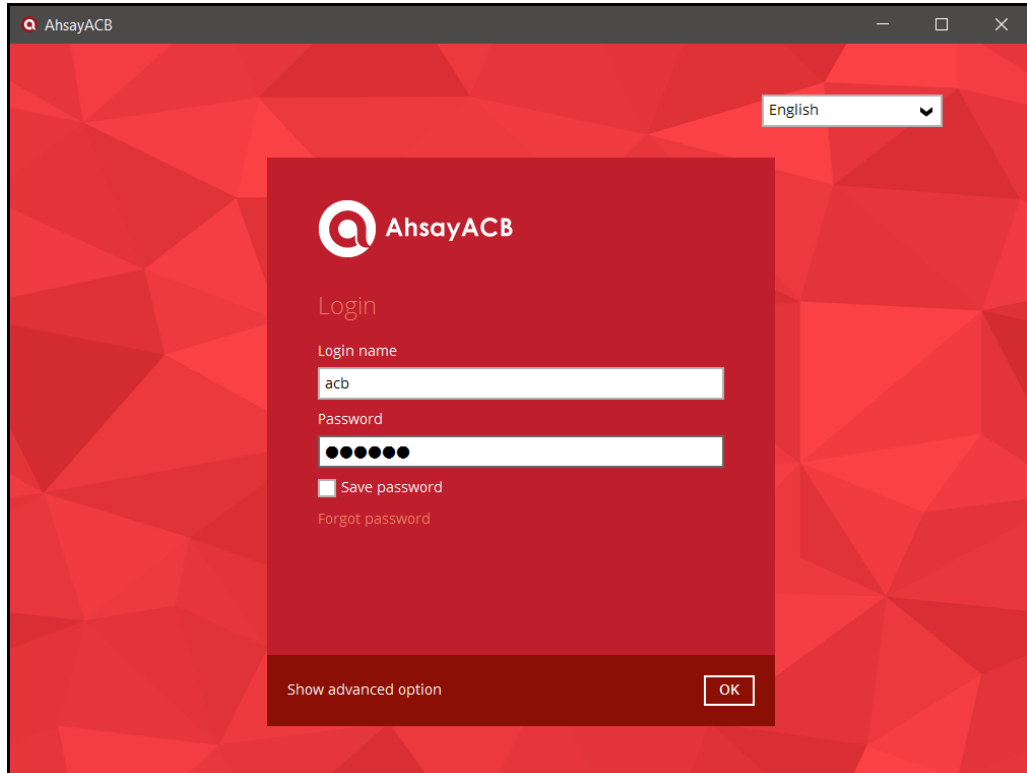 AhsayACB
English
AhsayACB
Login
Login name
acb
Password
Save password
Forgot password
Show advanced option
OK